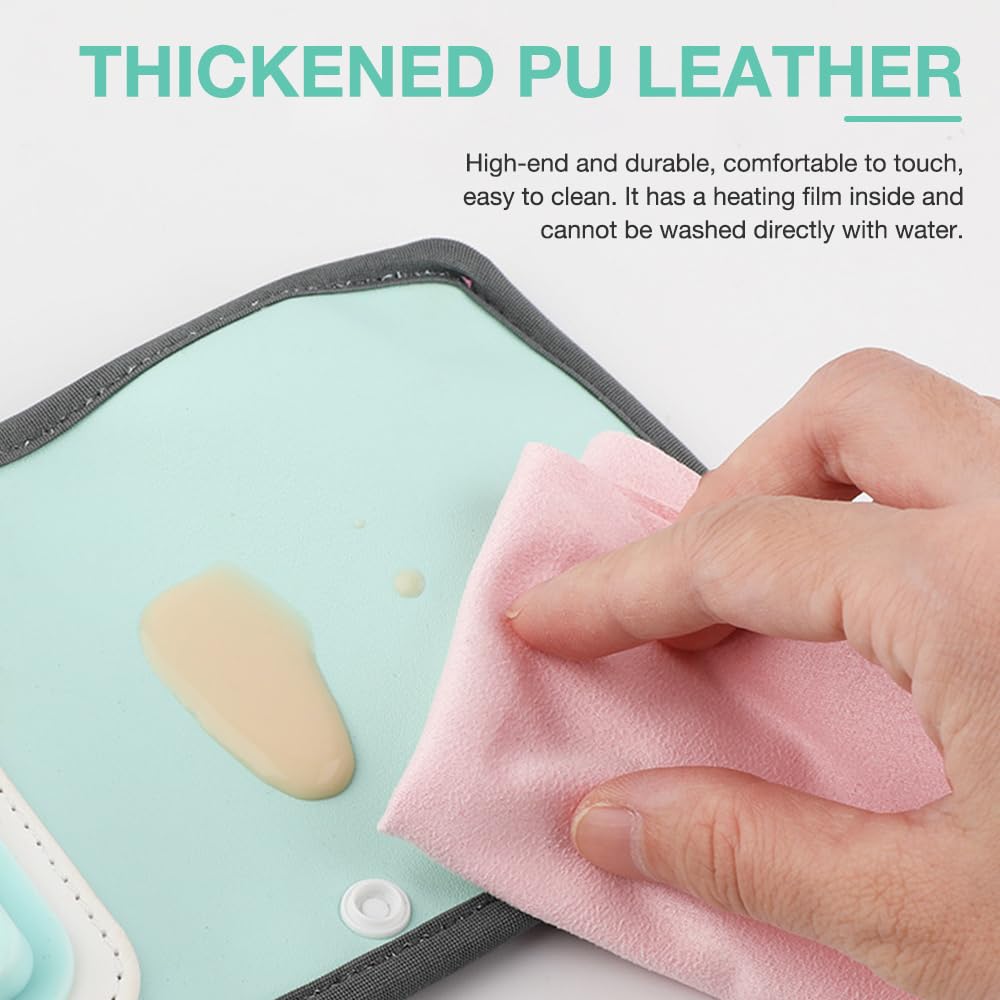 THICKENED PU LEATHER
High-end and durable, comfortable to touch,
easy to clean. It has a heating film inside and
cannot be washed directly with water.